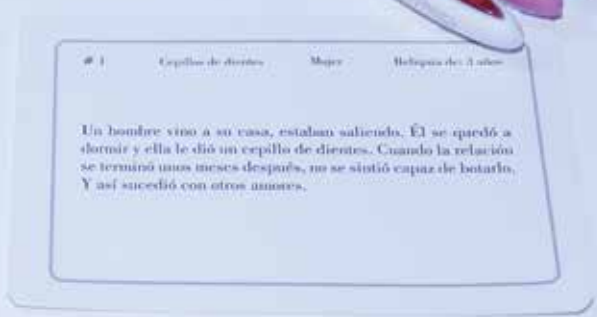 # 1 Cepillos de dientes Mujer Reliquia de: 3 años
Un hombre vino a su casa, estaban saliendo. Él se quedó a
dormir y ella le dió un cepillo de dientes. Cuando la relación
se terminó unos meses después, no se sintió capaz de botarlo.
Y así sucedió con otros amores.